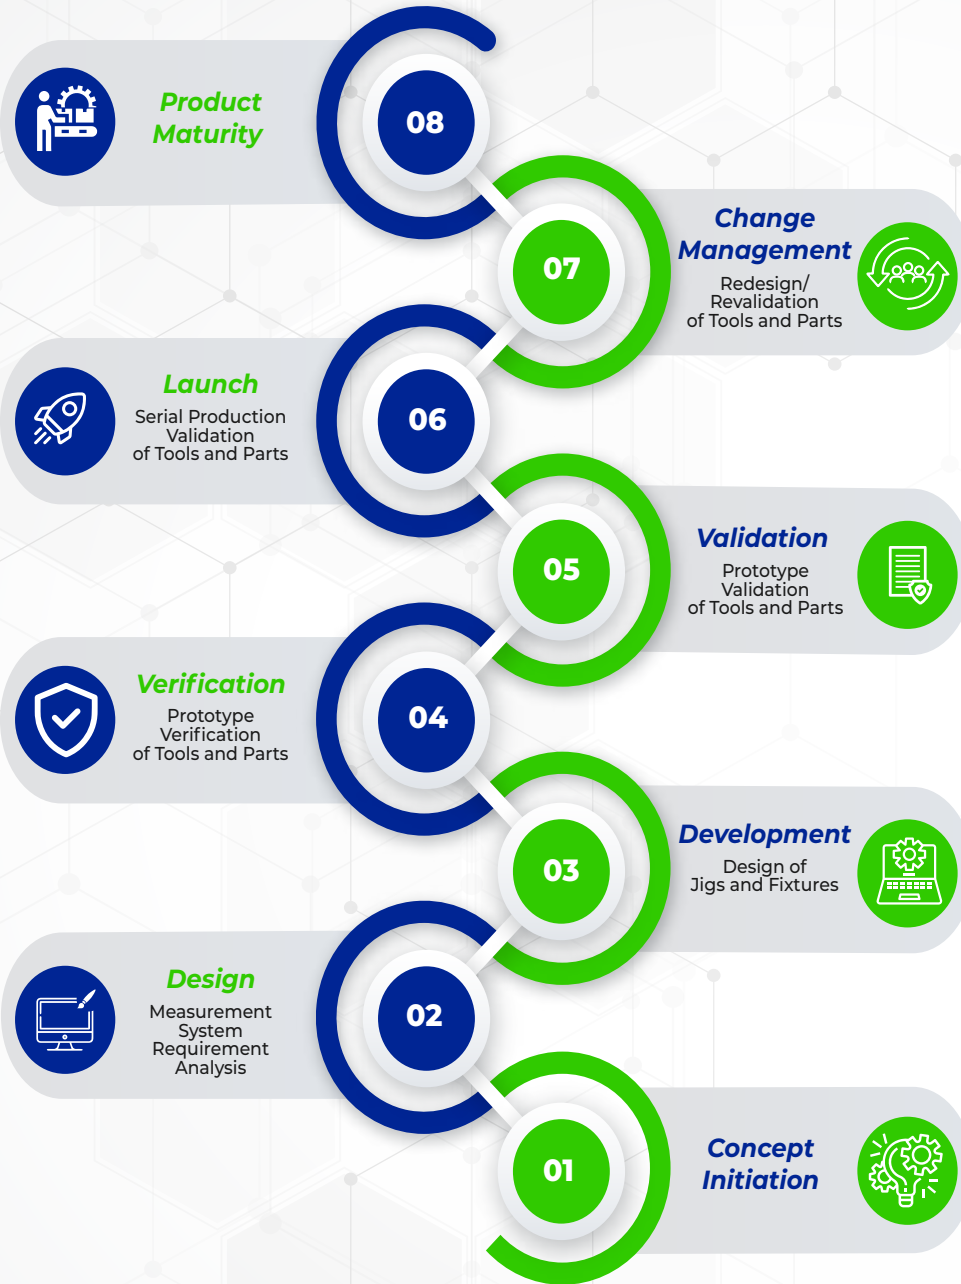 Product
Maturity
08
07
Change
Management
Redesign/
Revalidation
of Tools and Parts
Launch
Serial Production
Validation
of Tools and Parts
06
05
Validation
Prototype
Validation
of Tools and Parts
Verification
Prototype
Verification
of Tools and Parts
04
03
Development
Design of
Jigs and Fixtures
Design
Measurement
System
Requirement
Analysis
02
01
Concept
Initiation